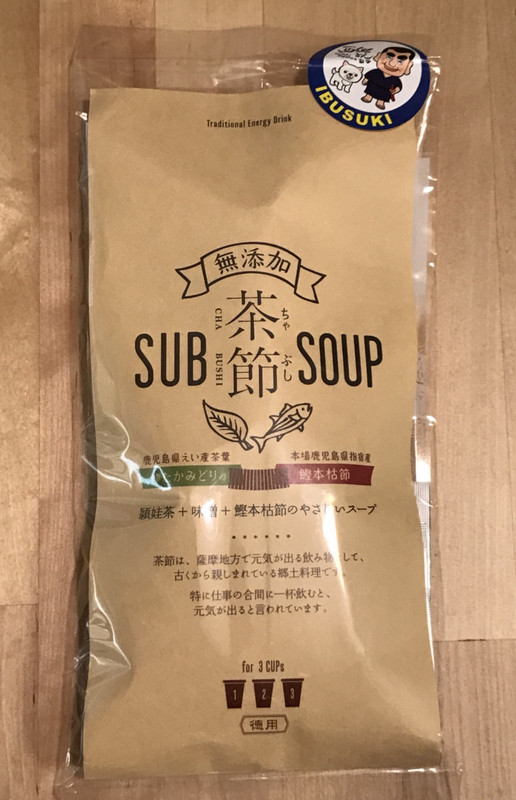 IBUSUKI
Traditional Energy Drink
無添加
SUB
茶節
ちゃ ぶし
CHA BUSHI
SOUP
鹿児島県えい産茶葉
本場鹿児島県指宿産
かみどり
鰹本枯節
頴娃茶+味噌+鰹本枯節のやさしいスープ
茶節は、薩摩地方で元気が出る飲み物として、
古くから親しまれている郷土料理です。
特に仕事の合間に一杯飲むと、
元気が出ると言われています。
for 3 CUPs
1 2 3
徳用